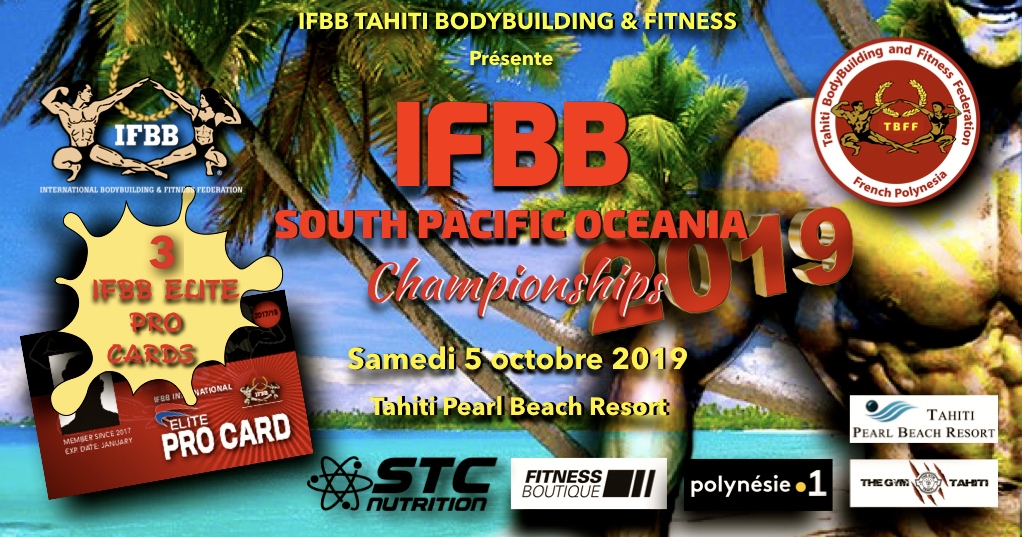 IFBB TAHITI BODYBUILDING & FITNESS
Présente
IFBB
INTERNATIONAL BODYBUILDING & FITNESS FEDERATION
Tahiti BodyBuilding and Fitness Federation
TBFF
French Polynesia
IFBB
SOUTH PACIFIC OCEANIA
Championships
2019
3
IFBB ELITE
PRO
CARDS
2017/18
IFBB INTERNATIONAL
ELITE
PRO CARD
MEMBER SINCE 2017
EXP DATE: JANUARY
Samedi 5 octobre 2019
Tahiti Pearl Beach Resort
TAHITI
PEARL BEACH RESORT
STC
NUTRITION
FITNESS
BOUTIQUE
polynésie 1
THE GYM TAHITI